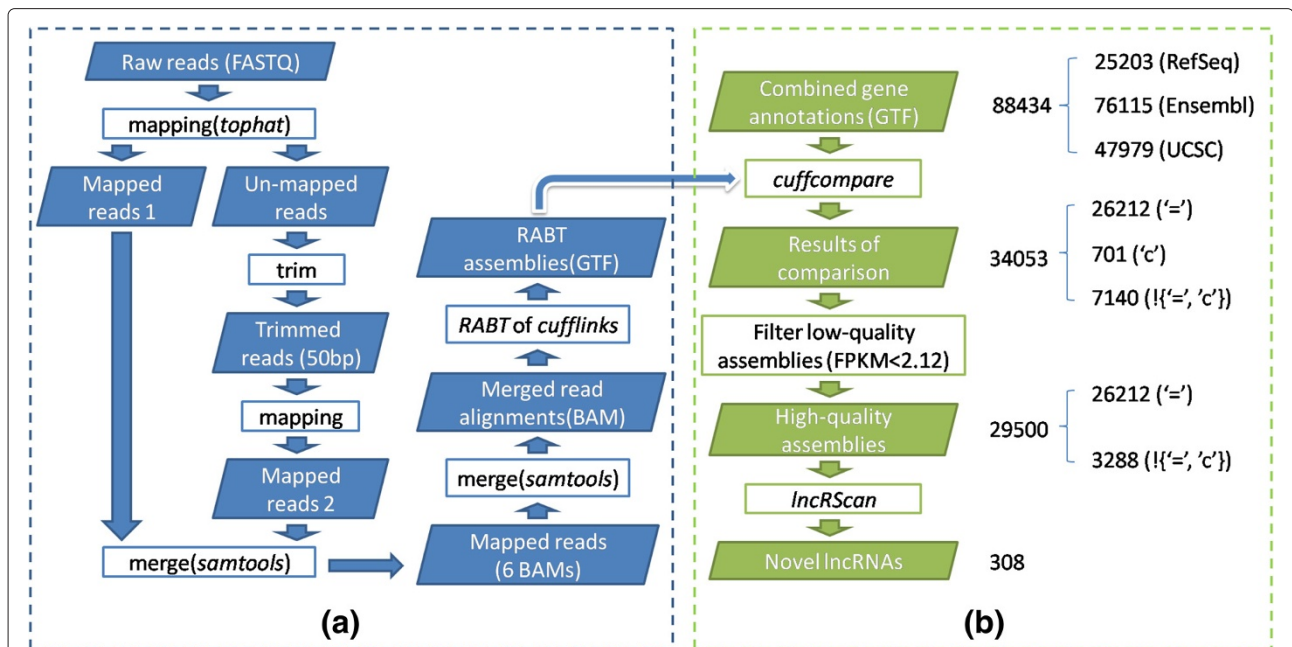 Raw reads (FASTQ)
mapping(tophat)
Mapped
reads 1
Un-mapped
reads
trim
Trimmed
reads (50bp)
mapping
Mapped
reads 2
merge(samtools)
RABT
assemblies(GTF)
RABT of cufflinks
Merged read
alignments(BAM)
merge(samtools)
Mapped reads
(6 BAMs)
(a)
Combined gene
annotations (GTF)
88434
25203 (RefSeq)
76115 (Ensembl)
47979 (UCSC)
cuffcompare
Results of
comparison
34053
26212 (‘=’)
701 (‘c’)
7140 (!{‘=’, ’c’})
Filter low-quality
assemblies (FPKM<2.12)
High-quality
assemblies
29500
26212 (‘=’)
3288 (!{‘=’, ’c’})
lncRScan
Novel lncRNAs
308
(b)